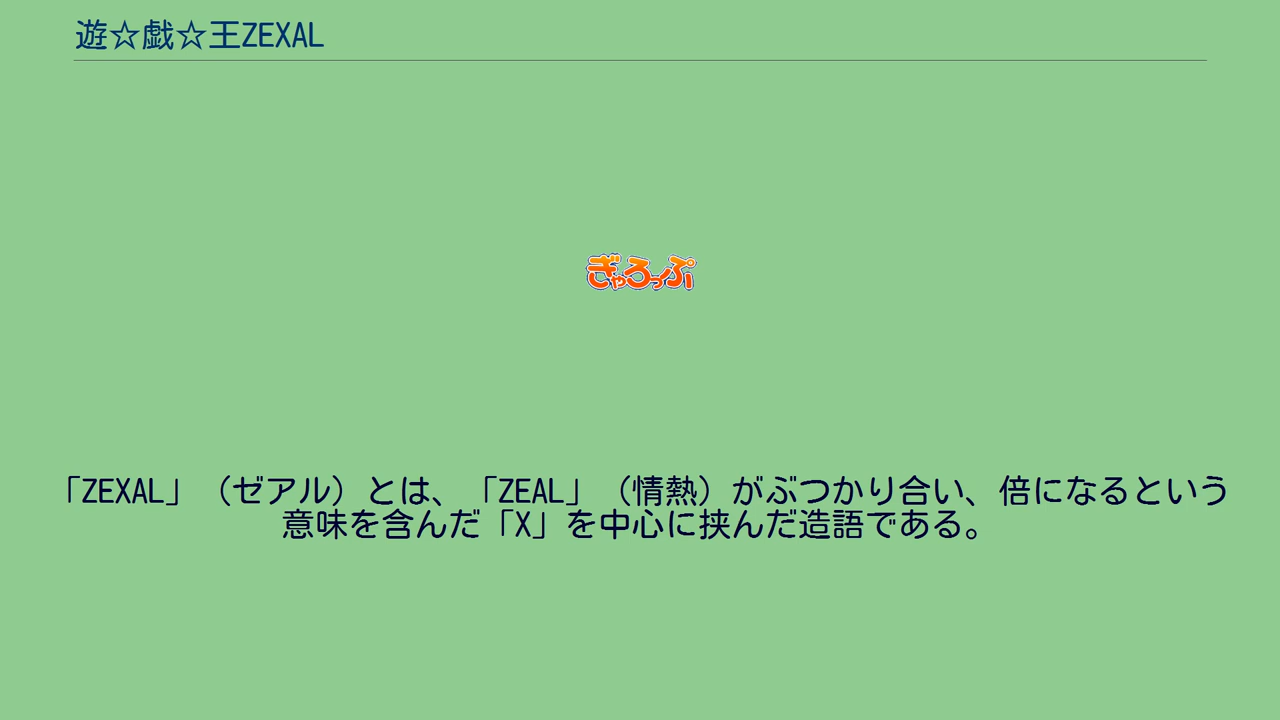 遊☆戯☆王ZEXAL
ぎゃろっぷ
「ZEXAL」（ゼアル）とは、「ZEAL」（情熱）がぶつかり合い、倍になるという
意味を含んだ「X」を中心に挟んだ造語である。